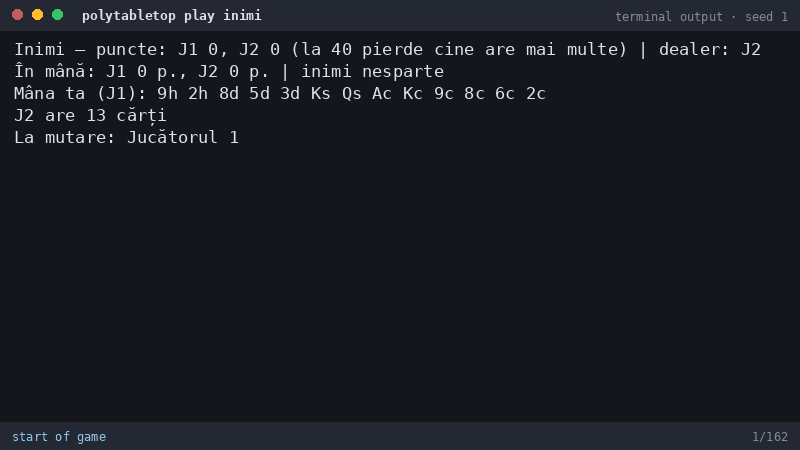 polytabletop play inimi
terminal output · seed 1
Inimi — puncte: J1 0, J2 0 (la 40 pierde cine are mai multe) | dealer: J2
În mână: J1 0 p., J2 0 p. | inimi nesparte
Mâna ta (J1): 9h 2h 8d 5d 3d Ks Qs Ac Kc 9c 8c 6c 2c
J2 are 13 cărți
La mutare: Jucătorul 1
start of game
1/162